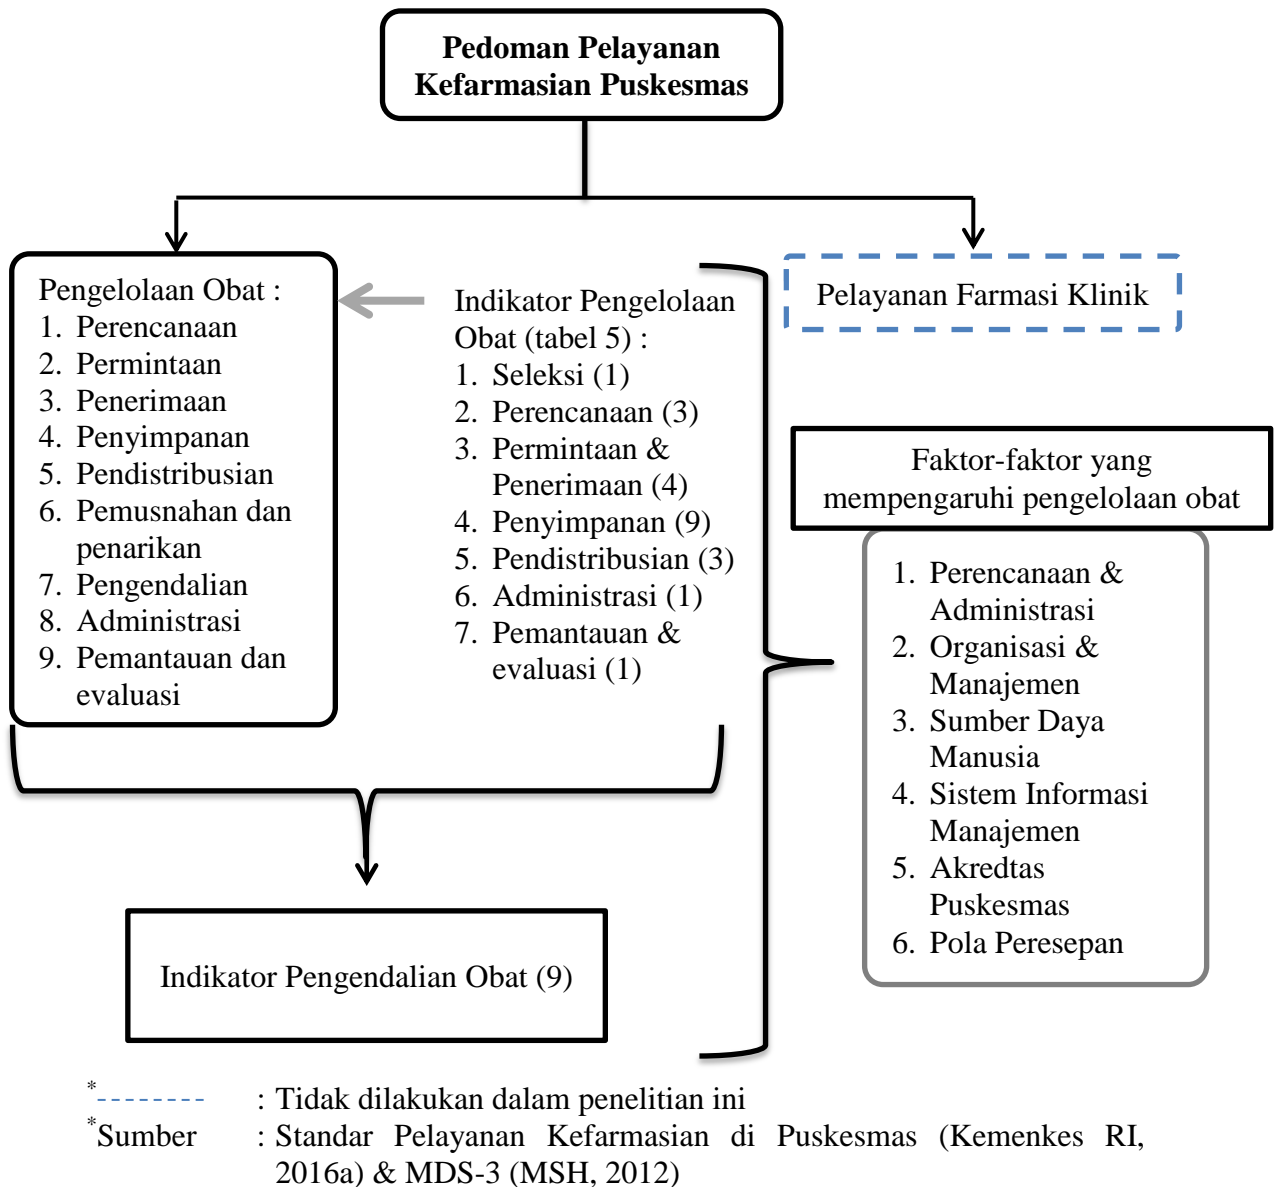 Pedoman Pelayanan
Kefarmasian Puskesmas
Pengelolaan Obat :
1. Perencanaan
2. Permintaan
3. Penerimaan
4. Penyimpanan
5. Pendistribusian
6. Pemusnahan dan
penarikan
7. Pengendalian
8. Administrasi
9. Pemantauan dan
evaluasi
Indikator Pengelolaan
Obat (tabel 5) :
1. Seleksi (1)
2. Perencanaan (3)
3. Permintaan &
Penerimaan (4)
4. Penyimpanan (9)
5. Pendistribusian (3)
6. Administrasi (1)
7. Pemantauan &
evaluasi (1)
Pelayanan Farmasi Klinik
Faktor-faktor yang
mempengaruhi pengelolaan obat
1. Perencanaan &
Administrasi
2. Organisasi &
Manajemen
3. Sumber Daya
Manusia
4. Sistem Informasi
Manajemen
5. Akredtas
Puskesmas
6. Pola Peresepan
Indikator Pengendalian Obat (9)
* : Tidak dilakukan dalam penelitian ini
*Sumber : Standar Pelayanan Kefarmasian di Puskesmas (Kemenkes RI,
2016a) & MDS-3 (MSH, 2012)